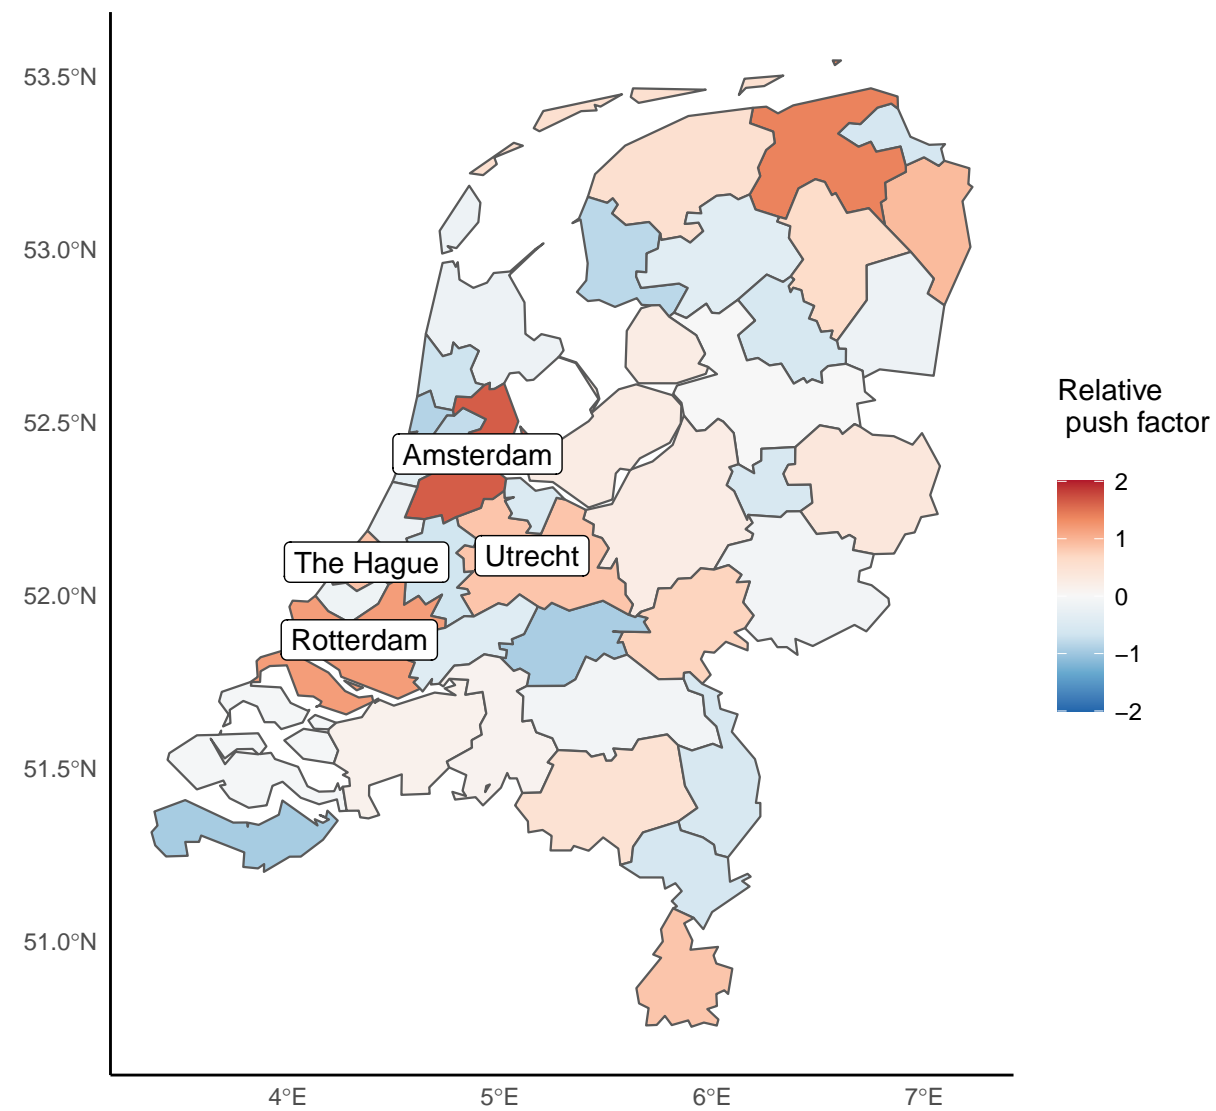 53.5°N
53.0°N
52.5°N
52.0°N
51.5°N
51.0°N
4°E
5°E
6°E
7°E
Amsterdam
The Hague
Utrecht
Rotterdam
Relative
push factor
2
1
0
−1
−2